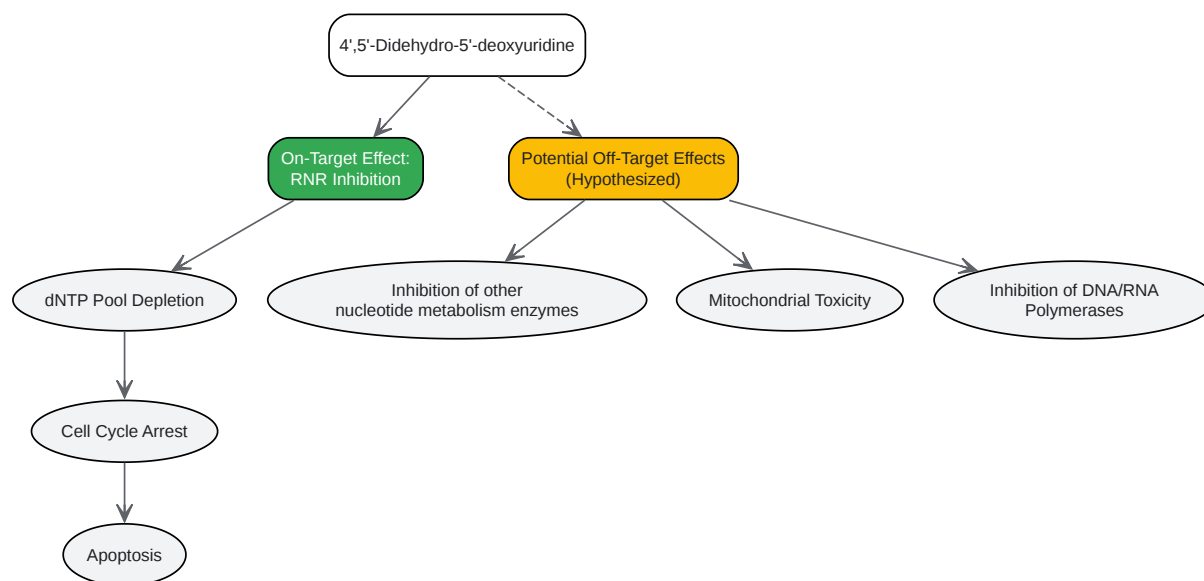 4',5'-Didehydro-5'-deoxyuridine
On-Target Effect:
RNR Inhibition
Potential Off-Target Effects
(Hypothesized)
dNTP Pool Depletion
Inhibition of other
nucleotide metabolism enzymes
Mitochondrial Toxicity
Inhibition of DNA/RNA
Polymerases
Cell Cycle Arrest
Apoptosis